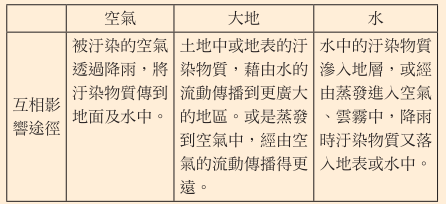 空氣
大地
水
互相影
響途徑
被汙染的空氣
透過降雨，將
汙染物質傳到
地面及水中。
土地中或地表的汙
染物質，藉由水的
流動傳播到更廣大
的地區。或是蒸發
到空氣中，經由空
氣的流動傳播得更
遠。
水中的汙染物質
滲入地層，或經
由蒸發進入空氣
、雲霧中，降雨
時汙染物質又落
入地表或水中。